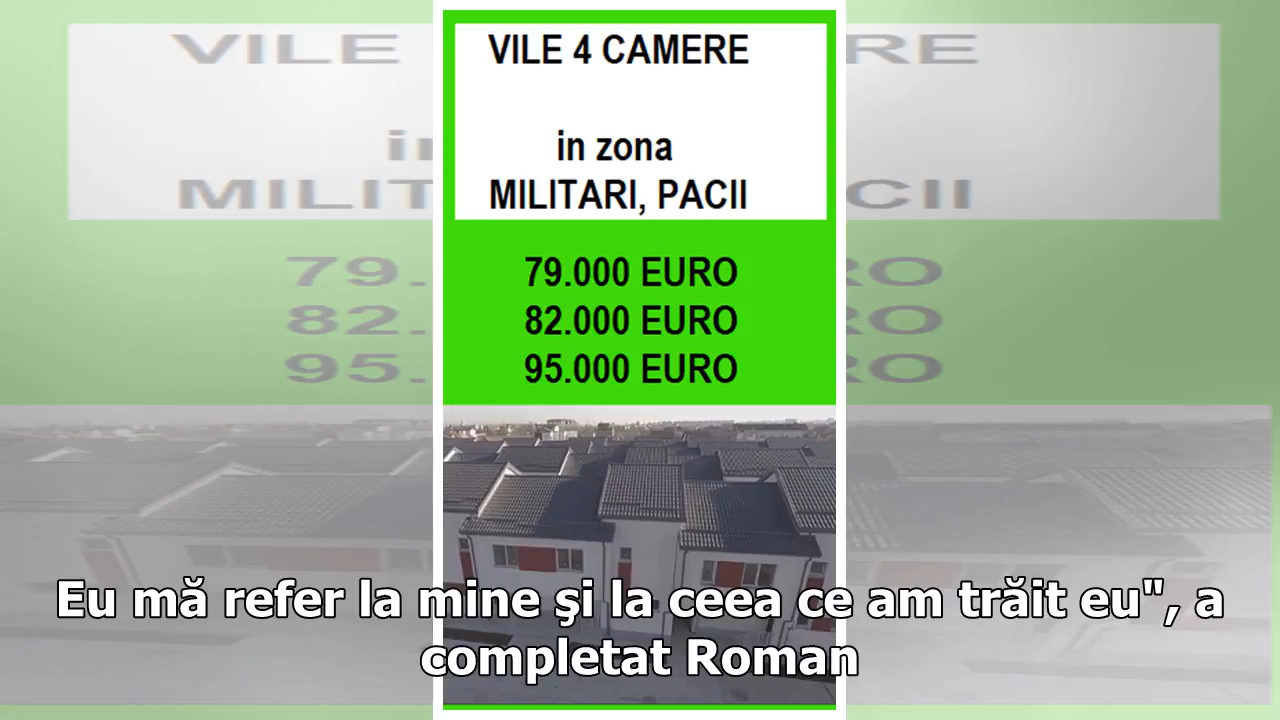 VILE 4 CAMERE
in zona
MILITARI, PACII
79.000 EURO
82.000 EURO
95.000 EURO
Eu mă refer la mine şi la ceea ce am trăit eu", a
completat Roman